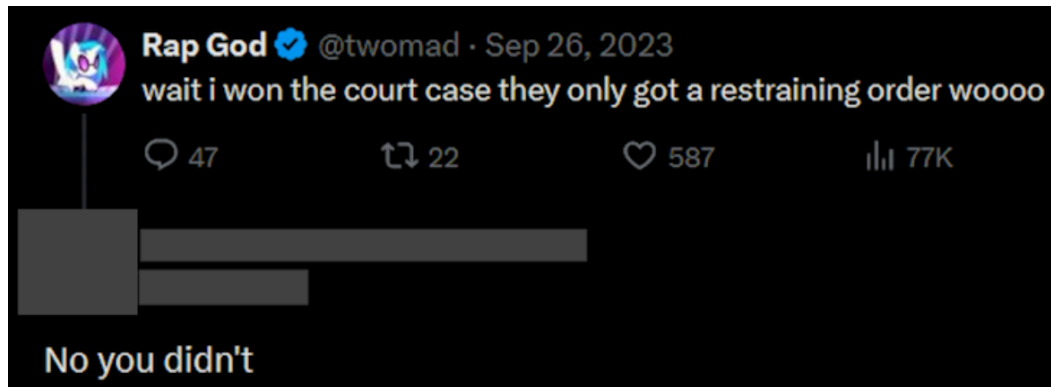 Rap God @twomad · Sep 26, 2023
wait i won the court case they only got a restraining order woooo
47 22 587 77K
No you didn't